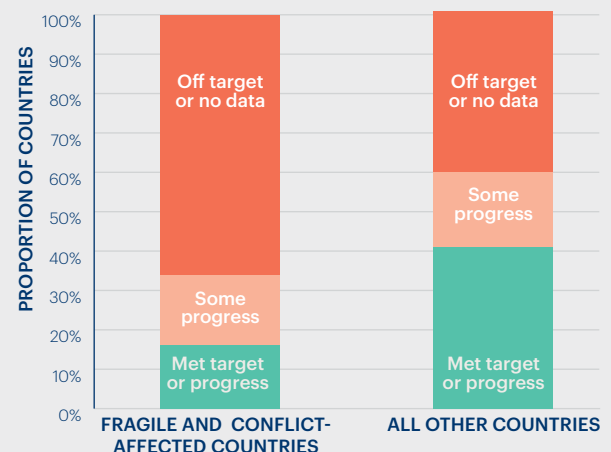 PROPORTION OF COUNTRIES
100%
90%
80%
70%
60%
50%
40%
30%
20%
10%
0%
Off target
or no data
Some
progress
Met target
or progress
Off target
or no data
Some
progress
Met target
or progress
FRAGILE AND CONFLICT-
AFFECTED COUNTRIES
ALL OTHER COUNTRIES